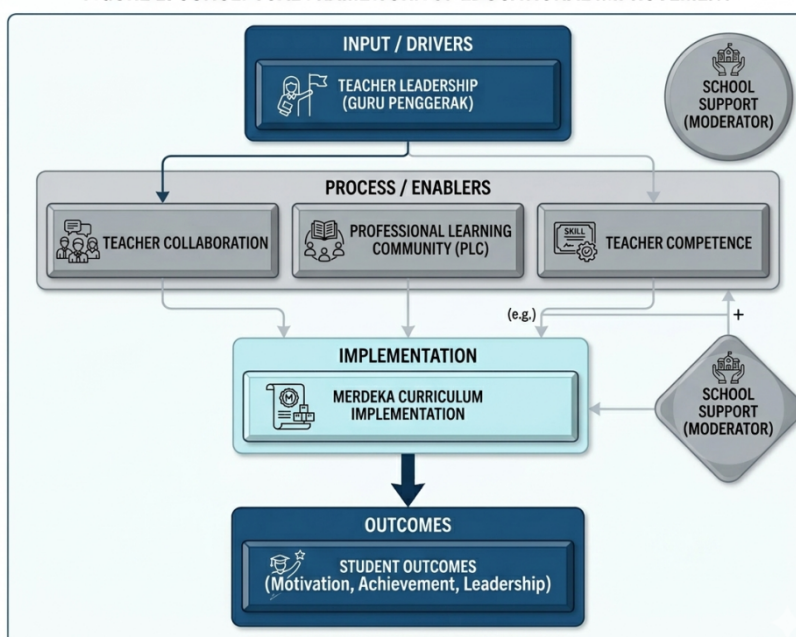 INPUT / DRIVERS
TEACHER LEADERSHIP
(GURU PENGGERAK)
SCHOOL
SUPPORT
(MODERATOR)
PROCESS / ENABLERS
TEACHER COLLABORATION
PROFESSIONAL LEARNING
COMMUNITY (PLC)
SKILL
TEACHER COMPETENCE
(e.g.)
+
IMPLEMENTATION
M
MERDEKA CURRICULUM
IMPLEMENTATION
SCHOOL
SUPPORT
(MODERATOR)
OUTCOMES
STUDENT OUTCOMES
(Motivation, Achievement, Leadership)